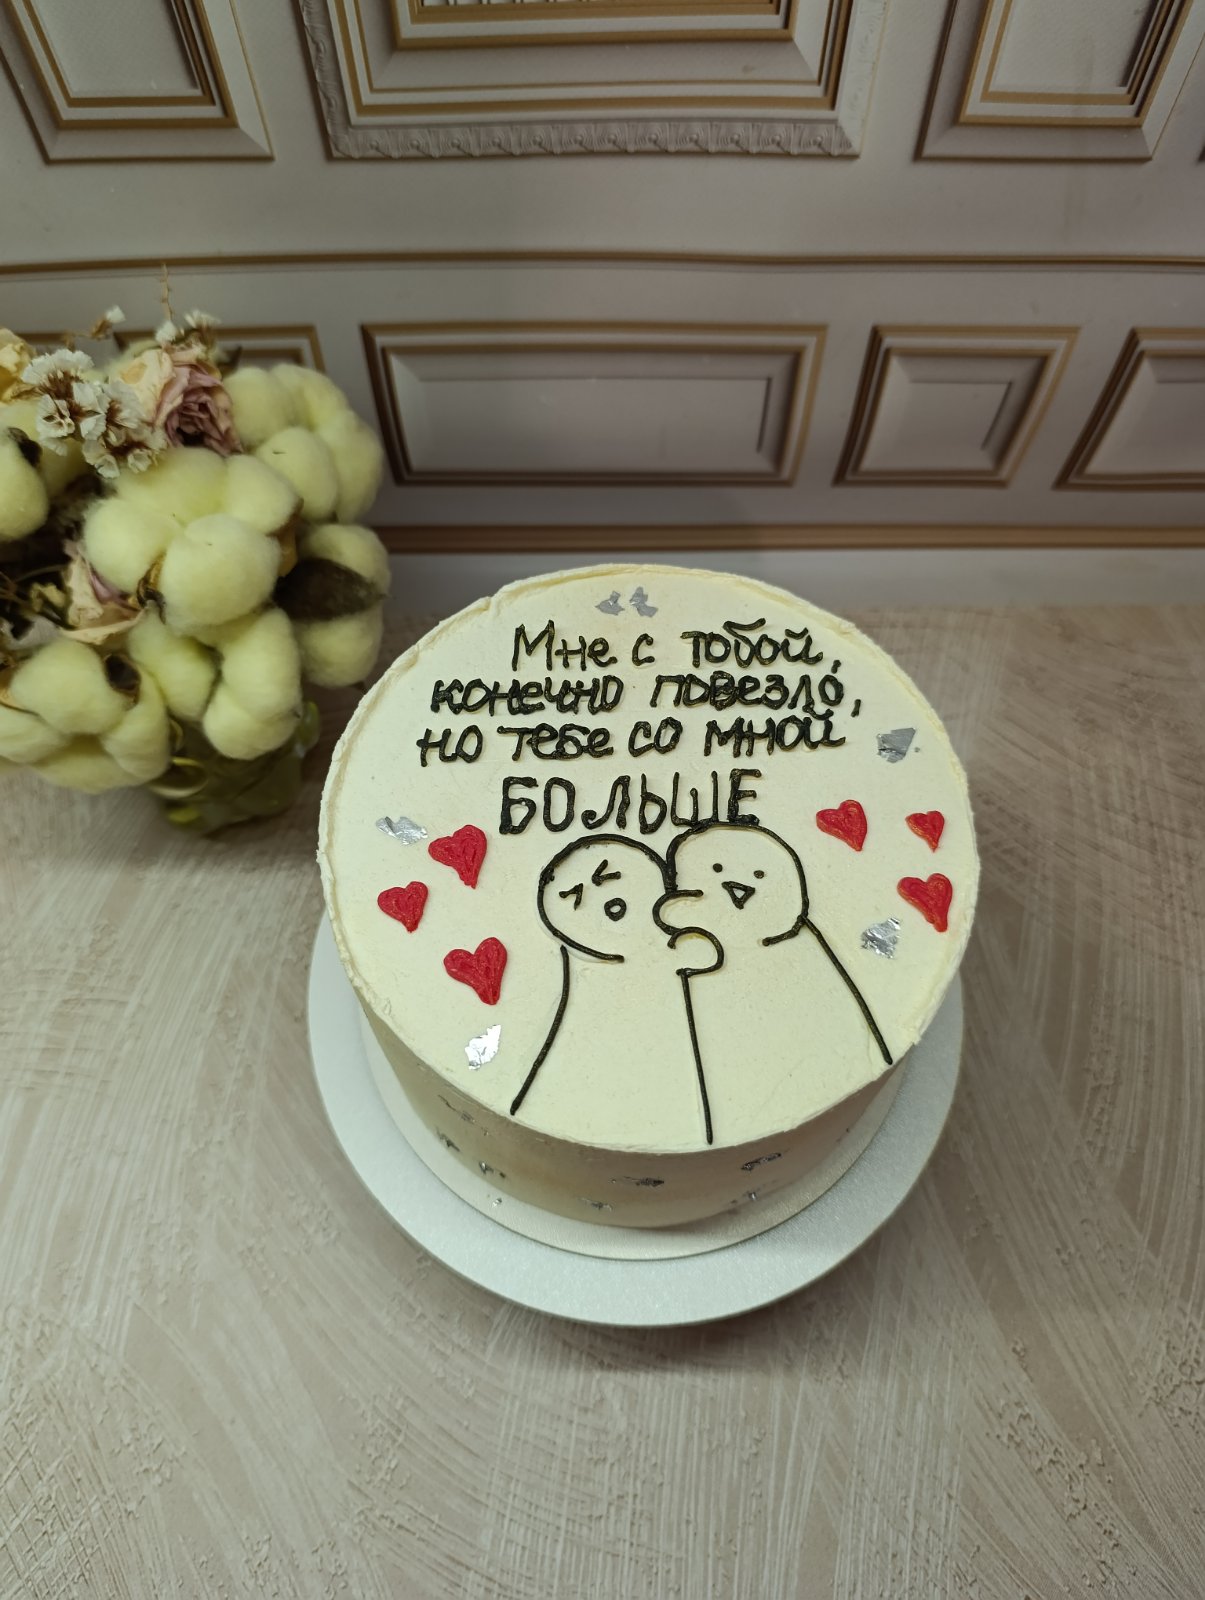 Мне с тобой,
конечно повезло,
но тебе со мной
БОЛЬШЕ